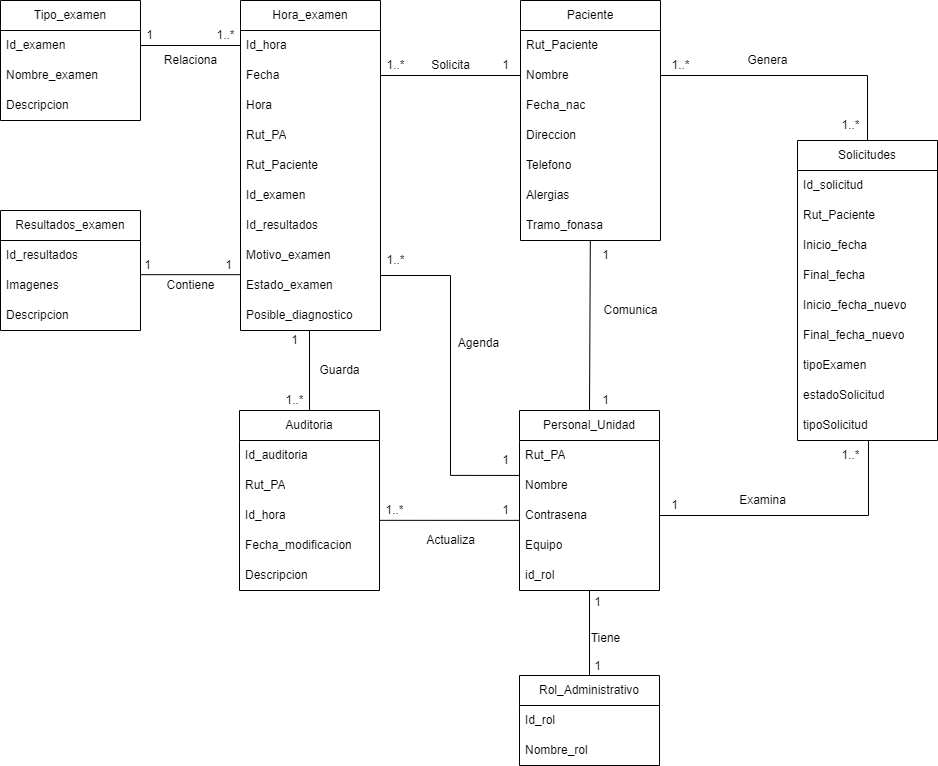 Tipo_examen
Id_examen
Nombre_examen
Descripcion
1
1..*
Relaciona
Hora_examen
Id_hora
Fecha
Hora
Rut_PA
Rut_Paciente
Id_examen
Id_resultados
Motivo_examen
Estado_examen
Posible_diagnostico
1..*
Solicita
1
Paciente
Rut_Paciente
Nombre
Fecha_nac
Direccion
Telefono
Alergias
Tramo_fonasa
1..*
Genera
1..*
Solicitudes
Id_solicitud
Rut_Paciente
Inicio_fecha
Final_fecha
Inicio_fecha_nuevo
Final_fecha_nuevo
tipoExamen
estadoSolicitud
tipoSolicitud
Resultados_examen
Id_resultados
Imagenes
Descripcion
1
1
Contiene
1..*
Agenda
1
1
Comunica
1
1
Guarda
1..*
Auditoria
Id_auditoria
Rut_PA
Id_hora
Fecha_modificacion
Descripcion
1..*
1
Actualiza
Personal_Unidad
Rut_PA
Nombre
Contrasena
Equipo
id_rol
1
Examina
1..*
1
Tiene
1
Rol_Administrativo
Id_rol
Nombre_rol